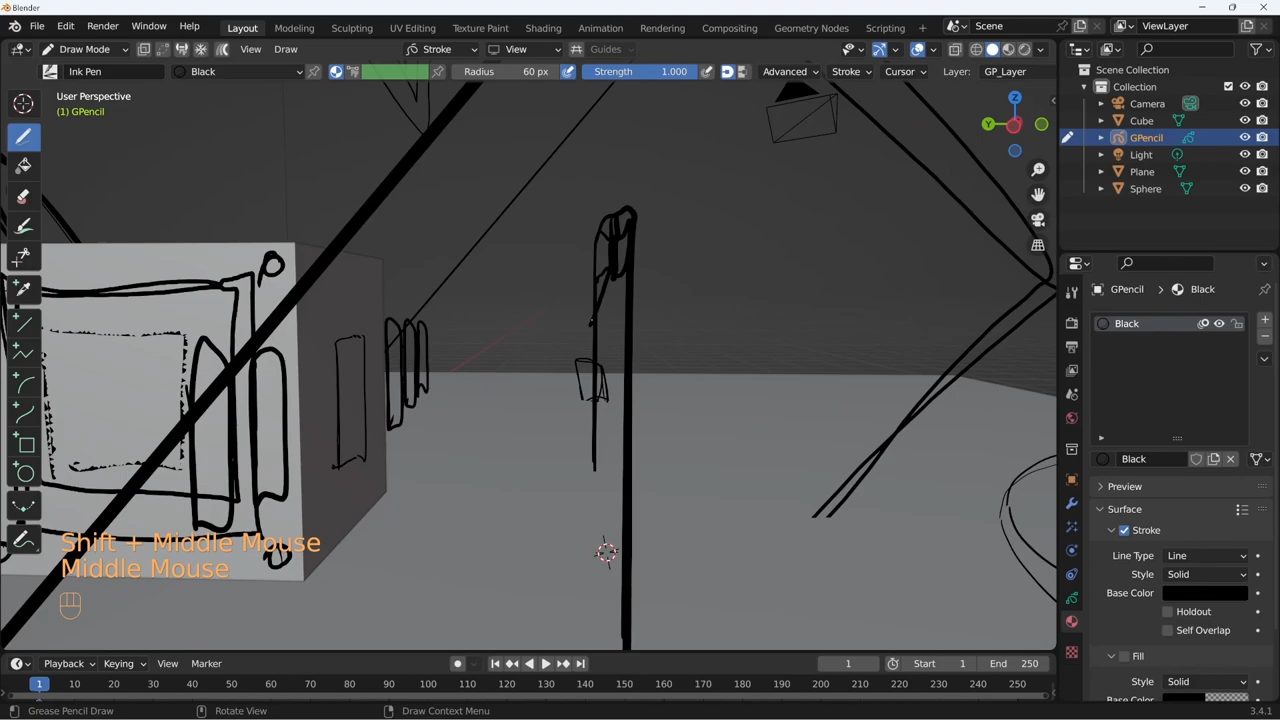 Blender
File Edit Render Window Help
Layout Modeling Sculpting UV Editing Texture Paint Shading Animation Rendering Compositing Geometry Nodes Scripting
Scene
ViewLayer
Draw Mode View Draw
Stroke View Guides
Ink Pen Black Radius 60 px Strength 1.000 Advanced Stroke Cursor Layer: GP_Layer
User Perspective
(1) GPencil
Z
Y
Scene Collection
Collection
Camera
Cube
GPencil
Light
Plane
Sphere
GPencil > Black
Black
Black
Preview
Surface
Stroke
Line Type Line
Style Solid
Base Color
Holdout
Self Overlap
Fill
Style Solid
Base Color
Shift + Middle Mouse
Middle Mouse
Playback Keying View Marker 1 Start 1 End 250
1 10 20 30 40 50 60 70 80 90 100 110 120 130 140 150 160 170 180 190 200 210 220 230 240 250
Grease Pencil Draw Rotate View Draw Context Menu 3.4.1